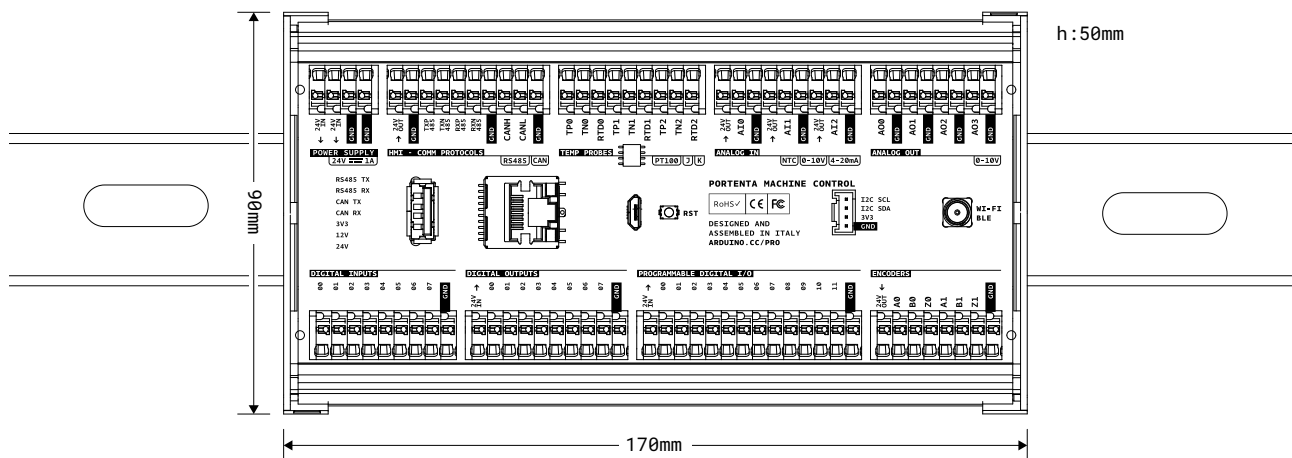 h:50mm
24V IN ↓ 24V IN ↓ GND GND
24V OUT ↑ GND TXP 485 TXN 485 RXP 485 RXN 485 GND CANH CANL GND
TP0 TN0 RTD0 TP1 TN1 RTD1 TP2 TN2 RTD2
24V OUT ↑ AI0 GND 24V OUT ↑ AI1 GND 24V OUT ↑ AI2 GND
AO0 GND AO1 GND AO2 GND AO3 GND
POWER SUPPLY
24V ⎓ 1A
HMI - COMM PROTOCOLS
RS485 CAN
TEMP PROBES
PT100 J K
ANALOG IN
NTC 0-10V 4-20mA
ANALOG OUT
0-10V
RS485 TX
RS485 RX
CAN TX
CAN RX
3V3
12V
24V
RST
PORTENTA MACHINE CONTROL
RoHS✓ CE FC
DESIGNED AND
ASSEMBLED IN ITALY
ARDUINO.CC/PRO
I2C SCL
I2C SDA
3V3
GND
WI-FI
BLE
90mm
DIGITAL INPUTS
00 01 02 03 04 05 06 07 GND
DIGITAL OUTPUTS
24V IN ↑ 00 01 02 03 04 05 06 07 GND
PROGRAMMABLE DIGITAL I/O
24V IN ↑ 00 01 02 03 04 05 06 07 08 09 10 11 GND
ENCODERS
24V OUT ↓ A0 B0 Z0 A1 B1 Z1 GND
170mm